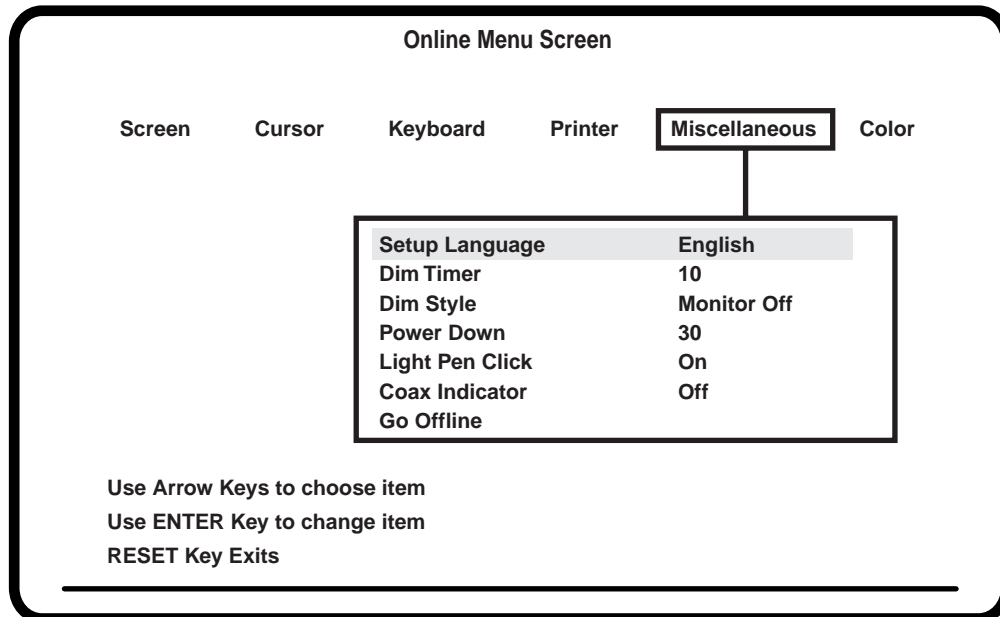 Online Menu Screen
Screen Cursor Keyboard Printer Miscellaneous Color
Setup Language English
Dim Timer 10
Dim Style Monitor Off
Power Down 30
Light Pen Click On
Coax Indicator Off
Go Offline
Use Arrow Keys to choose item
Use ENTER Key to change item
RESET Key Exits